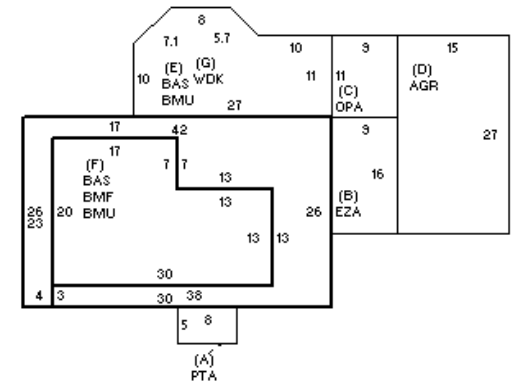 8
7.1 5.7
10 9 15
10 (E) (G) 11 11 (D)
BAS WDK (C) AGR
BMU OPA
27
17 42 9 27
17
(F) 7 7
BAS 13 16
BMF 13 (B)
26 20 BMU 26 EZA
23
13 13
30
4 3 30 38
5 8
(A)
PTA